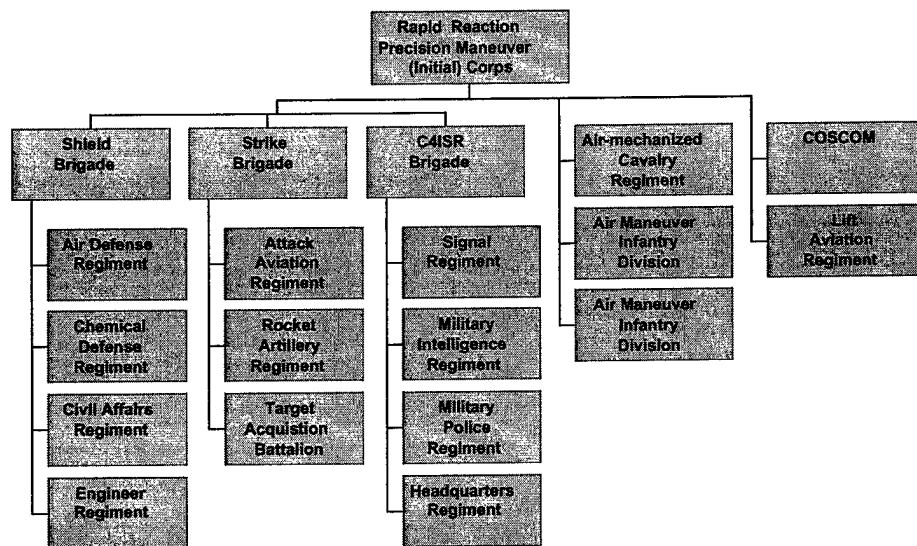 Rapid Reaction
Precision Maneuver
(Initial) Corps
Shield
Brigade
Strike
Brigade
C4ISR
Brigade
Air-mechanized
Cavalry
Regiment
COSCOM
Air Defense
Regiment
Attack
Aviation
Regiment
Signal
Regiment
Air Maneuver
Infantry
Division
Lift
Aviation
Regiment
Chemical
Defense
Regiment
Rocket
Artillery
Regiment
Military
Intelligence
Regiment
Air Maneuver
Infantry
Division
Civil Affairs
Regiment
Target
Acquistion
Battalion
Military
Police
Regiment
Engineer
Regiment
Headquarters
Regiment